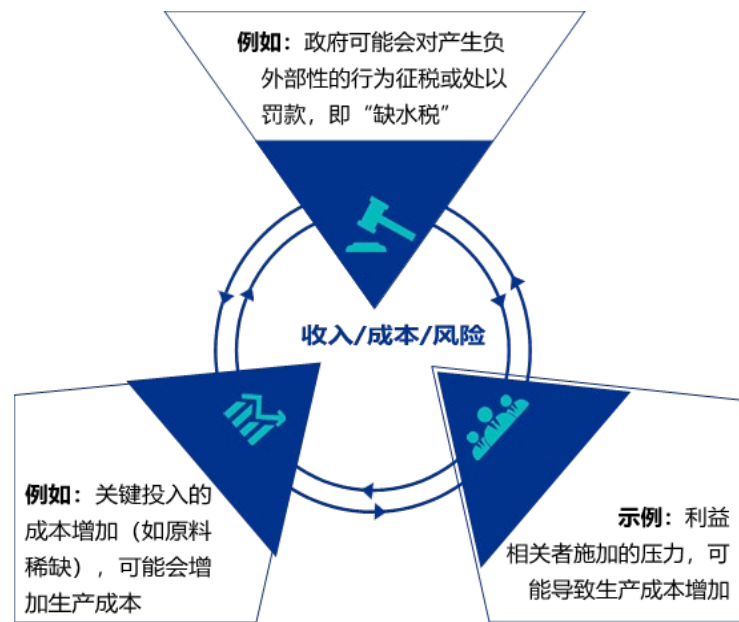 例如：政府可能会对产生负
外部性的行为征税或处以
罚款，即“缺水税”
收入/成本/风险
例如：关键投入的
成本增加（如原料
稀缺），可能会增
加生产成本
示例：利益
相关者施加的压力，可
能导致生产成本增加